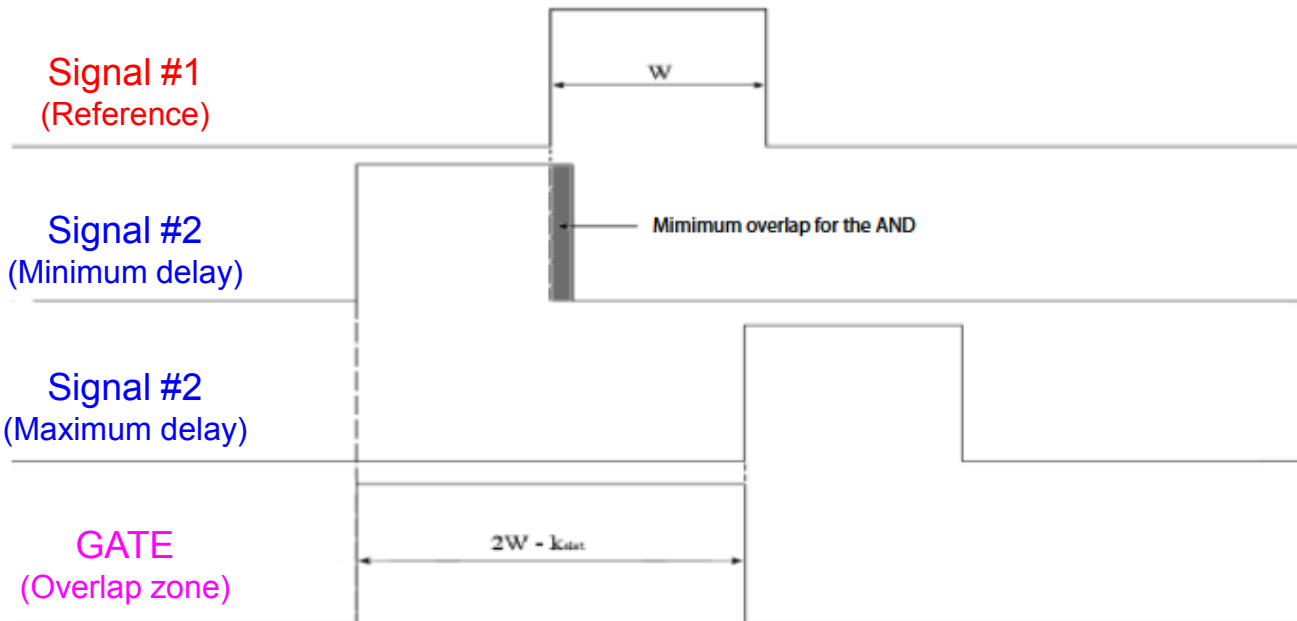 Signal #1
(Reference)
W
Signal #2
(Minimum delay)
Mimimum overlap for the AND
Signal #2
(Maximum delay)
GATE
(Overlap zone)
2W - kdet